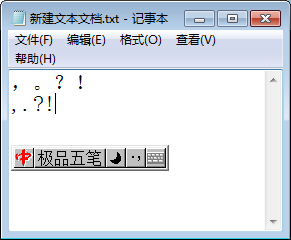 新建文本文档.txt - 记事本
文件(F) 编辑(E) 格式(O) 查看(V)
帮助(H)
，。？！
,.?!
中 极品五笔 ·,